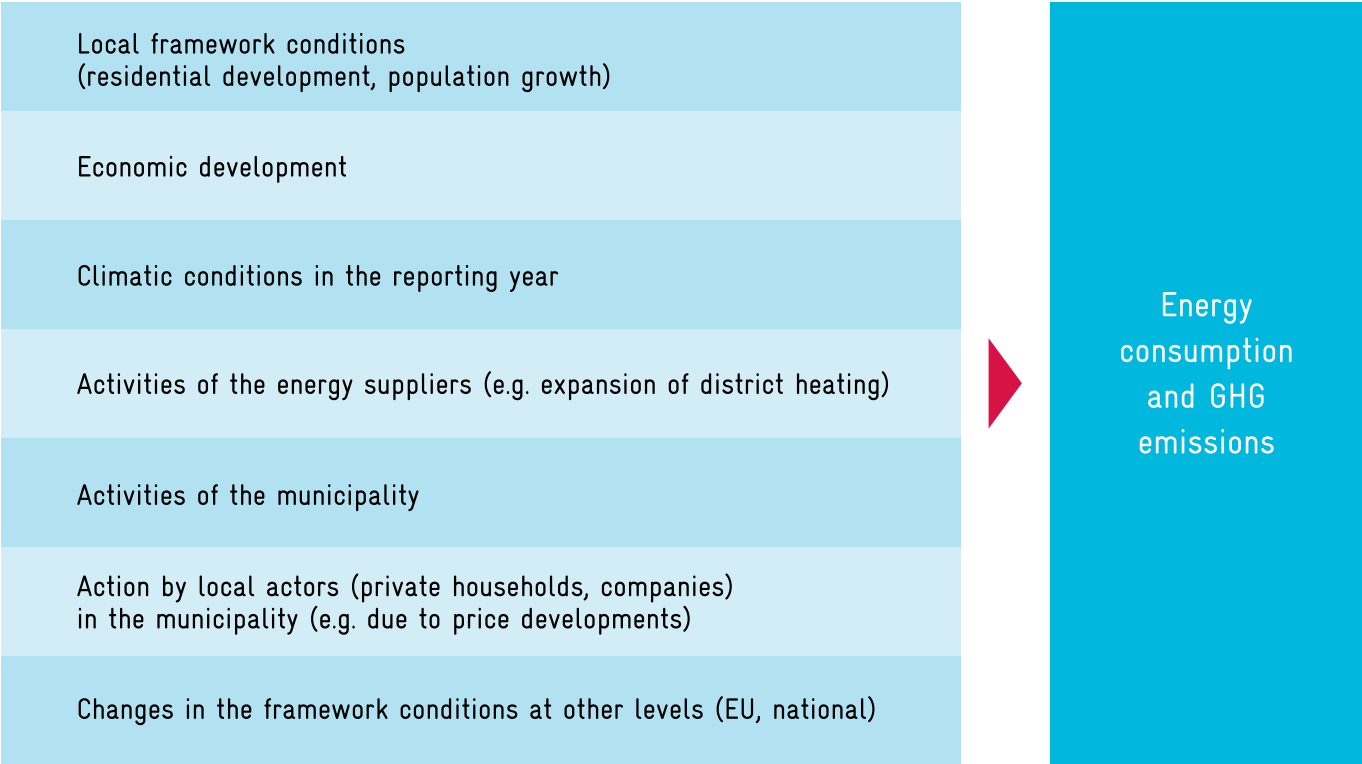 Local framework conditions
(residential development, population growth)
Economic development
Climatic conditions in the reporting year
Activities of the energy suppliers (e.g. expansion of district heating)
Activities of the municipality
Action by local actors (private households, companies)
in the municipality (e.g. due to price developments)
Changes in the framework conditions at other levels (EU, national)
Energy
consumption
and GHG
emissions